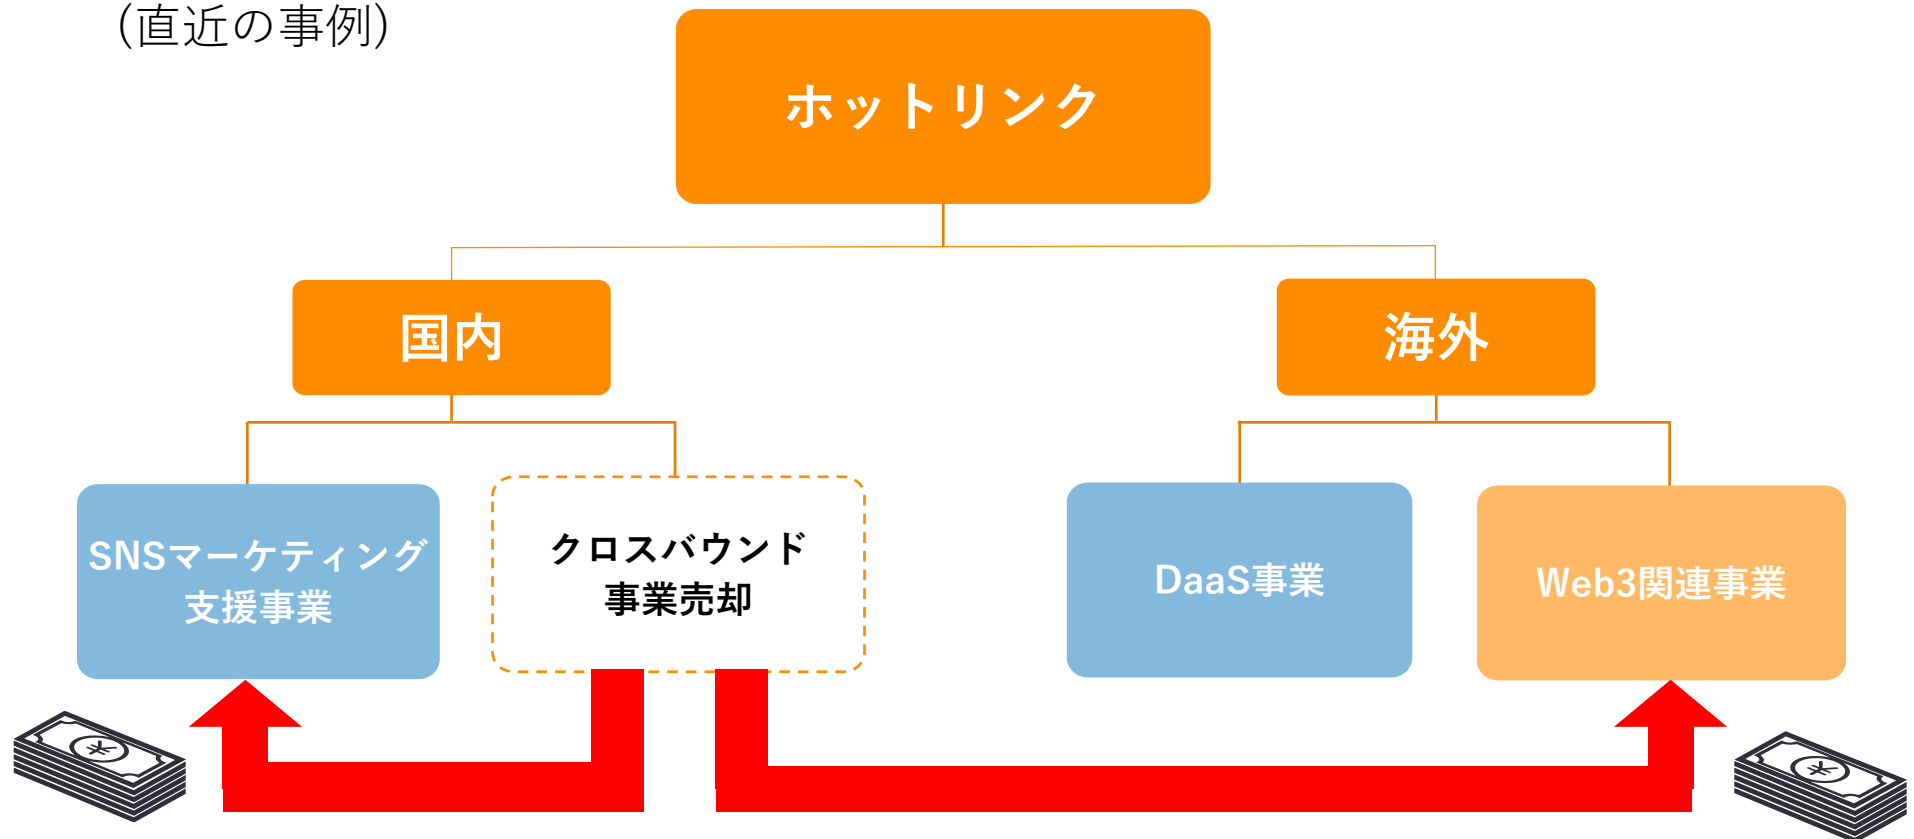 （直近の事例）
ホットリンク
国内
海外
SNSマーケティング
支援事業
クロスバウンド
事業売却
DaaS事業
Web3関連事業
¥
¥